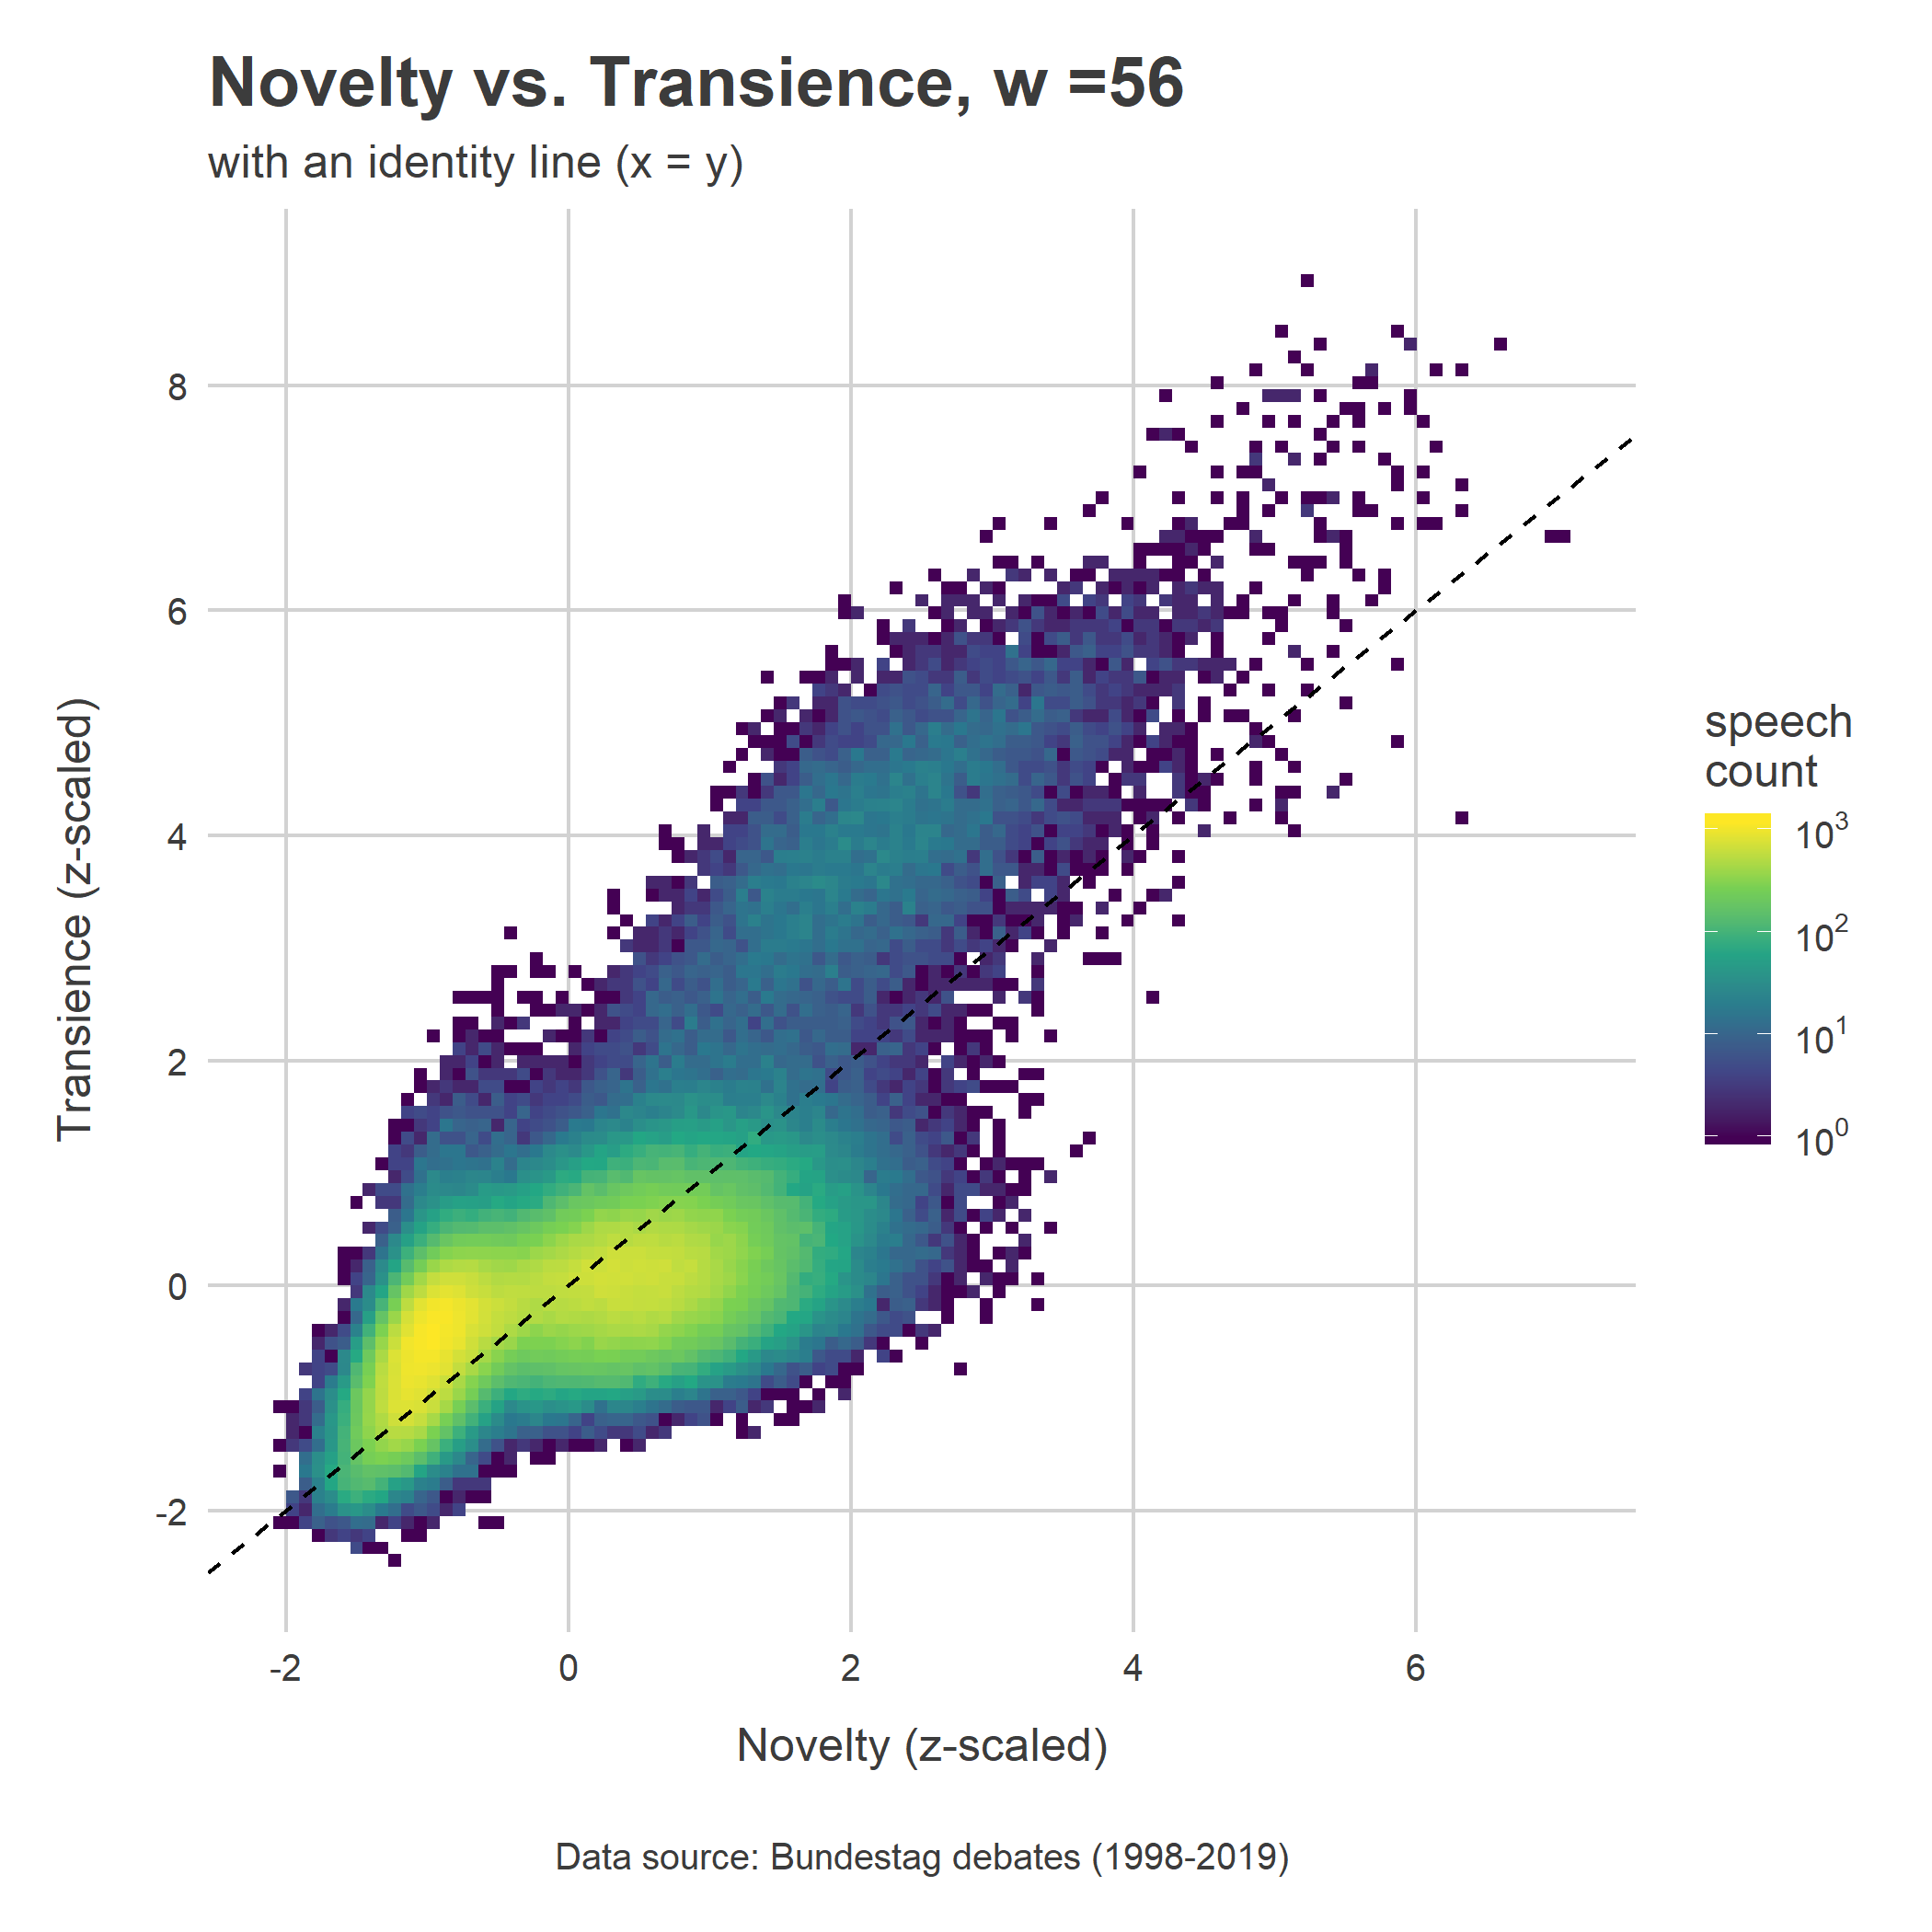 Novelty vs. Transience, w =56
with an identity line (x = y)
Transience (z-scaled)
8
6
4
2
0
-2
-2 0 2 4 6
Novelty (z-scaled)
speech
count
10³
10²
10¹
10⁰
Data source: Bundestag debates (1998-2019)